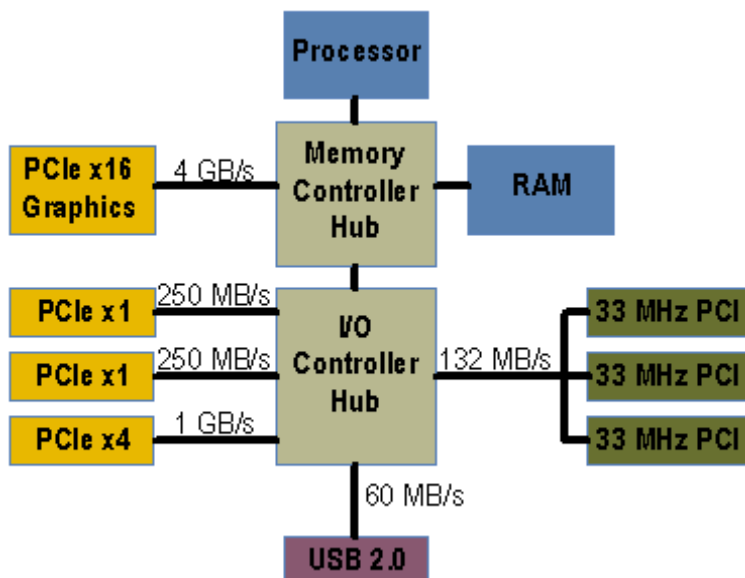 Processor
PCIe x16
Graphics
4 GB/s
Memory
Controller
Hub
RAM
PCIe x1
250 MB/s
I/O
Controller
Hub
33 MHz PCI
PCIe x1
250 MB/s
132 MB/s
33 MHz PCI
PCIe x4
1 GB/s
33 MHz PCI
60 MB/s
USB 2.0